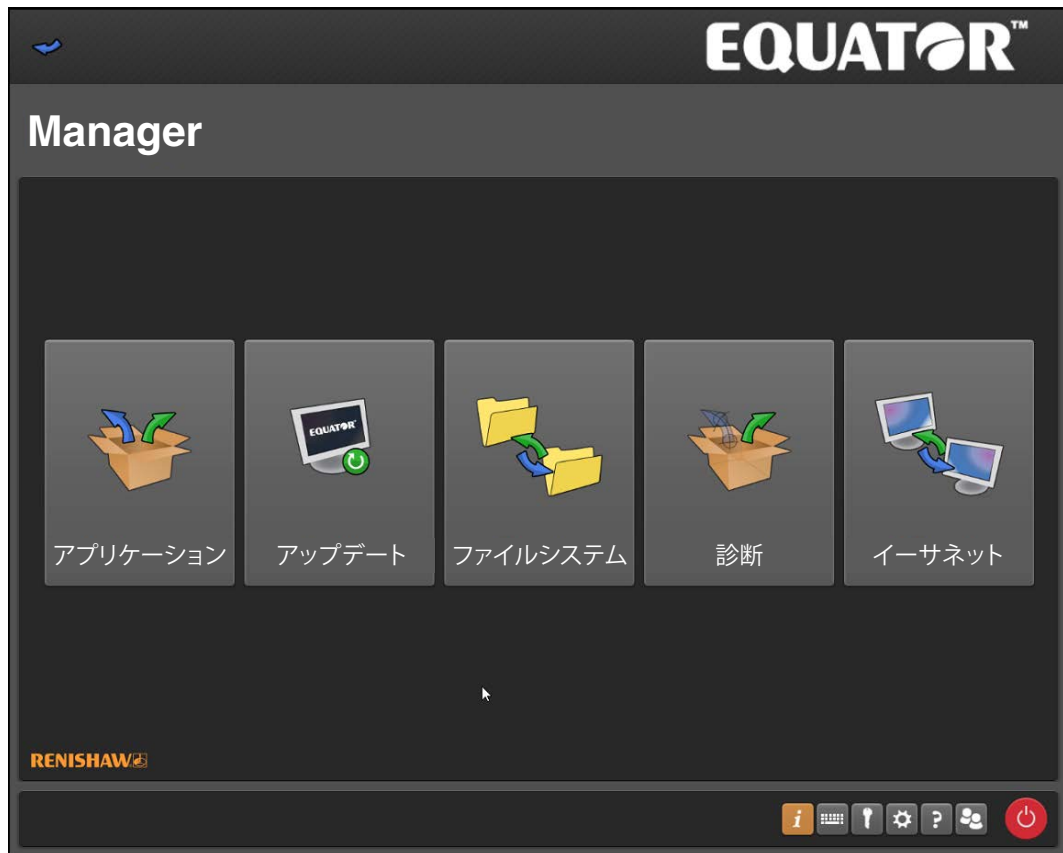 EQUATOR™
Manager
EQUATOR
アプリケーション
アップデート
ファイルシステム
診断
イーサネット
RENISHAW
i
?